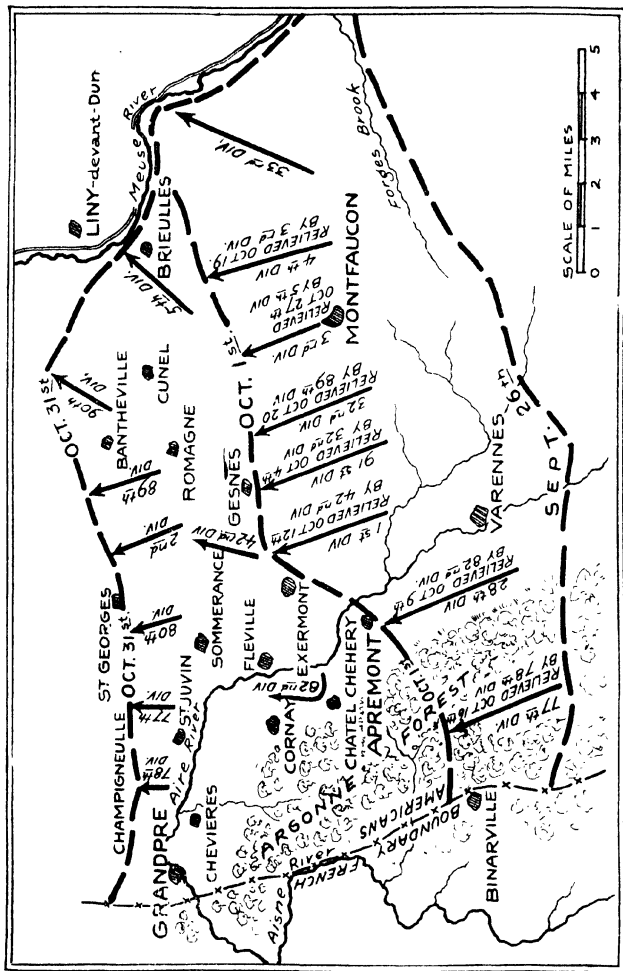 LINY-devant-Dun
Meuse River
33rd DIV.
BRIEULLES
5th DIV.
4th DIV
RELIEVED OCT 19.
BY 3rd DIV.
3rd DIV.
RELIEVED
OCT 27th
BY 5th DIV
MONTFAUCON
Forges Brook
SCALE OF MILES
0 1 2 3 4 5
OCT. 31st
90th
DIV.
BANTHEVILLE
CUNEL
ROMAGNE
89th
DIV
2nd
DIV.
OCT. 1st.
32nd DIV
RELIEVED OCT 20
BY 89th DIV
91st DIV
RELIEVED OCT 4th
BY 32nd DIV.
GESNES
1st DIV
RELIEVED OCT 12th
BY 42nd DIV
42nd DIV
VARENNES
SEPT. 26th
ST GEORGES
80th
DIV
OCT. 31st.
SOMMERANCE
FLEVILLE
EXERMONT
28th DIV
RELIEVED OCT 9th
BY 82nd DIV.
CHAMPIGNEULLE
77th
DIV
ST JUVIN
78th
DIV
Aire River
82nd DIV
CORNAY
CHATEL CHEHERY
APREMONT
OCT 1st
77th DIV.
RELIEVED OCT 16th
BY 78th DIV
GRANDPRE
CHEVIERES
ARGONNE FOREST
Aisne River
FRENCH
BOUNDARY
AMERICANS
BINARVILLE